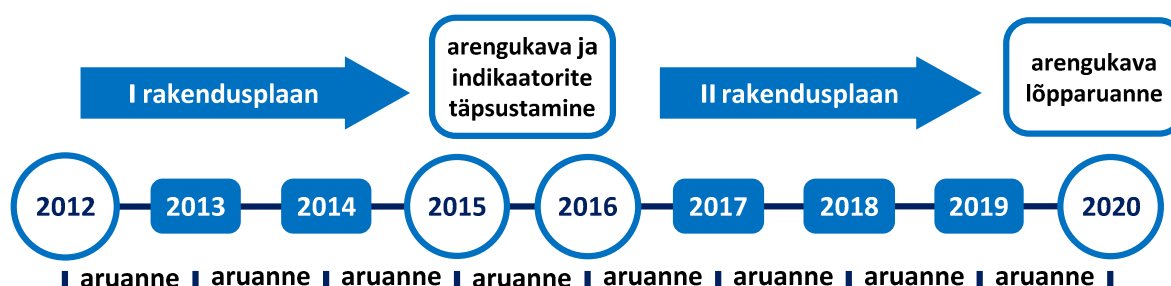 I rakendusplaan
arengukava ja
indikaatorite
täpsustamine
II rakendusplaan
arengukava
lõpparuanne
2012 2013 2014 2015 2016 2017 2018 2019 2020
aruanne aruanne aruanne aruanne aruanne aruanne aruanne aruanne